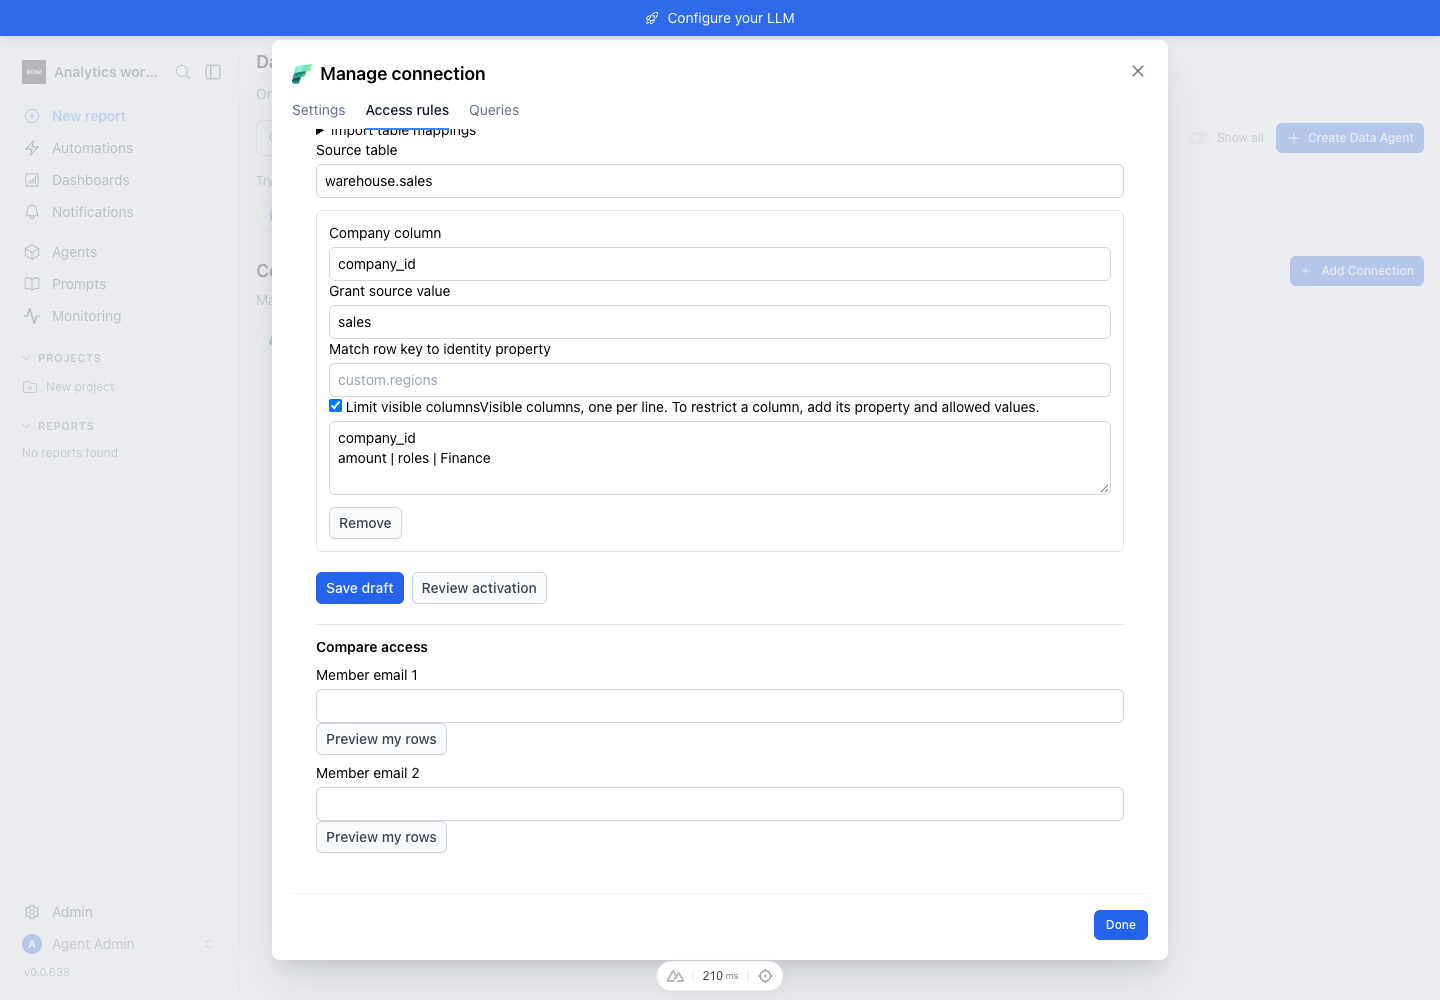 Configure your LLM
BOW
Analytics wor...
New report
Automations
Dashboards
Notifications
Agents
Prompts
Monitoring
PROJECTS
New project
REPORTS
No reports found
Admin
A
Agent Admin
v0.0.638
Try
Show all
Create Data Agent
Add Connection
Manage connection
Settings
Access rules
Queries
Import table mappings
Source table
warehouse.sales
Company column
company_id
Grant source value
sales
Match row key to identity property
custom.regions
Limit visible columnsVisible columns, one per line. To restrict a column, add its property and allowed values.
company_id
amount | roles | Finance
Remove
Save draft
Review activation
Compare access
Member email 1
Preview my rows
Member email 2
Preview my rows
Done
210 ms